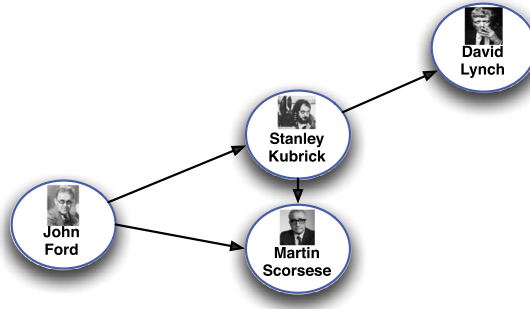 David
Lynch
Stanley
Kubrick
John
Ford
Martin
Scorsese